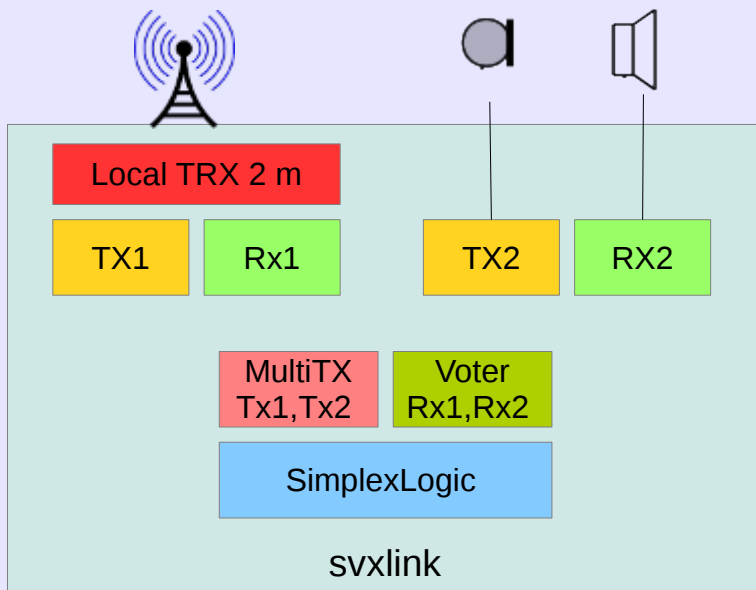 Local TRX 2 m
TX1
Rx1
TX2
RX2
MultiTX
Tx1,Tx2
Voter
Rx1,Rx2
SimplexLogic
svxlink